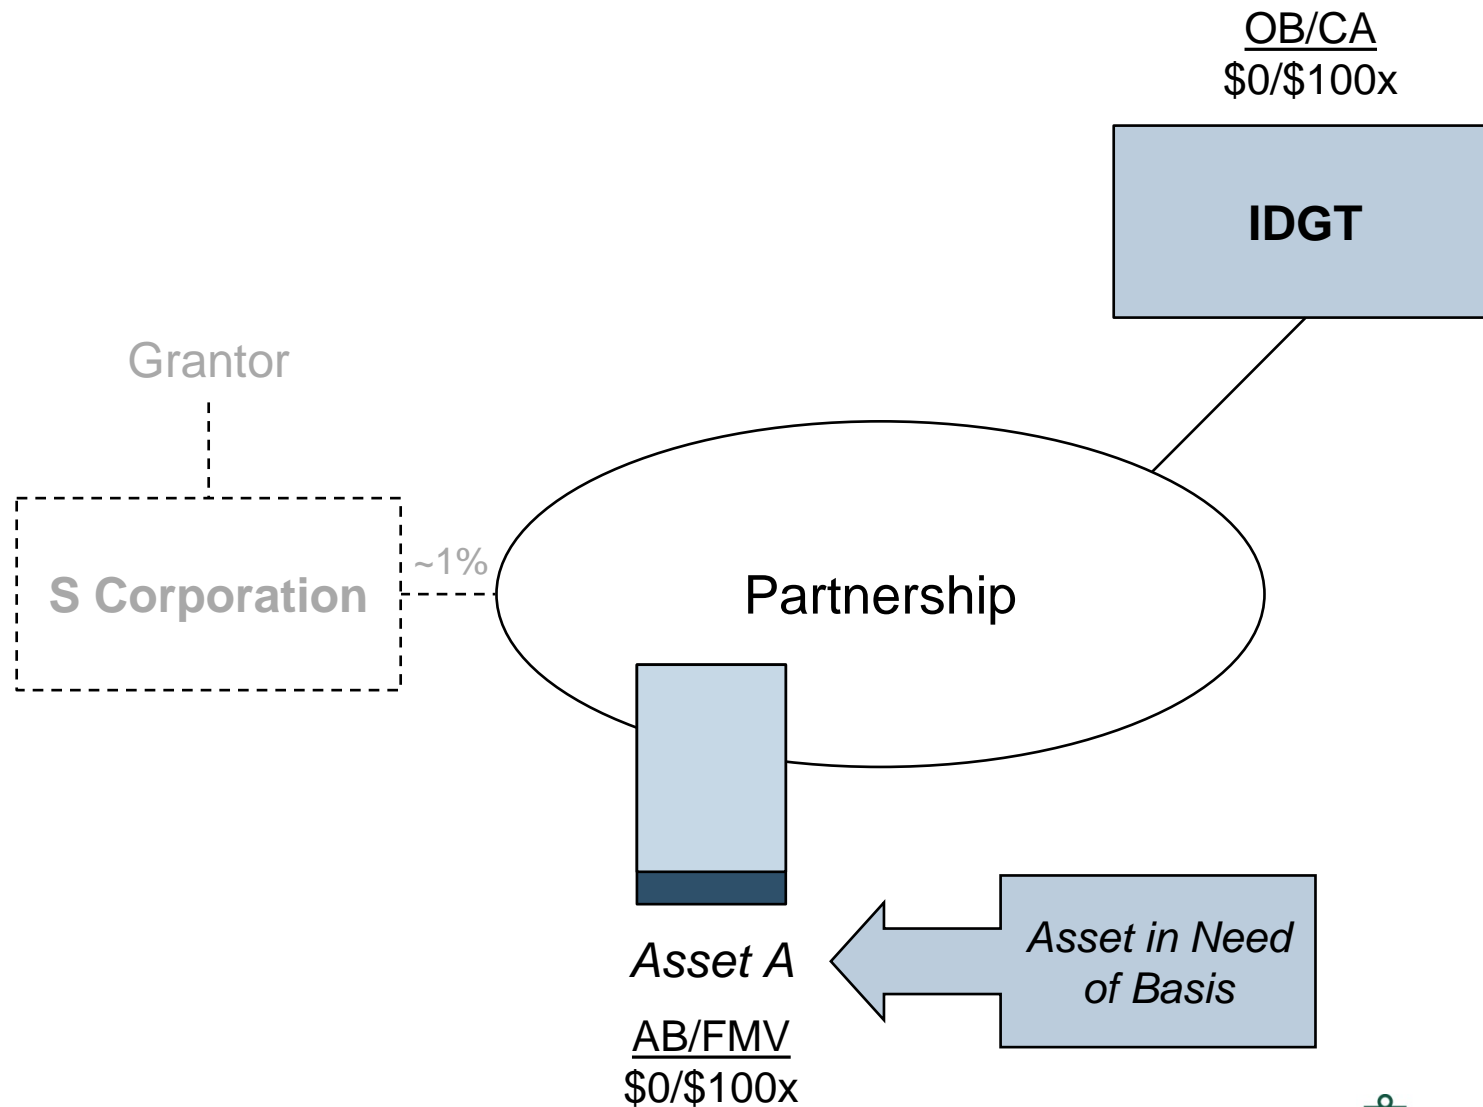 OB/CA
$0/$100x
IDGT
Grantor
S Corporation
~1%
Partnership
Asset A
AB/FMV
$0/$100x
Asset in Need
of Basis